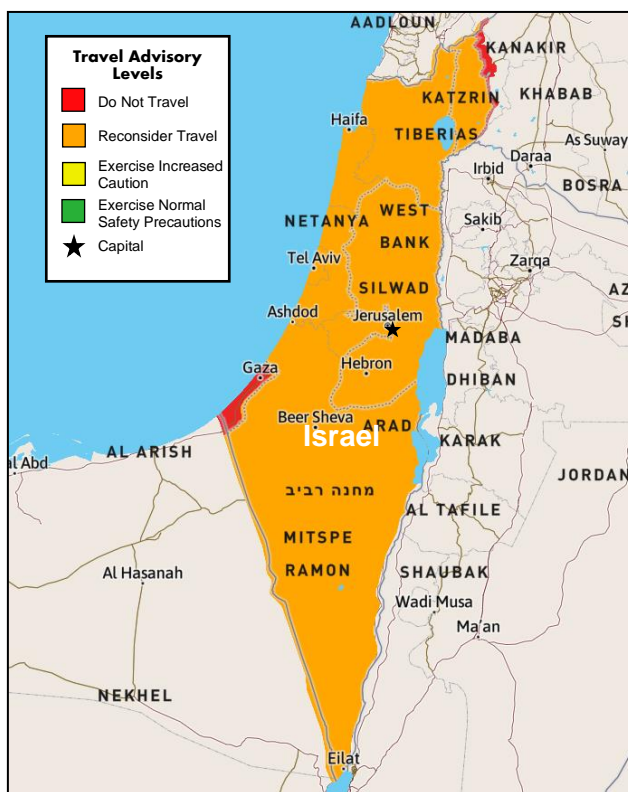 Travel Advisory
Levels
Do Not Travel
Reconsider Travel
Exercise Increased
Caution
Exercise Normal
Safety Precautions
Capital
AADLOUN
KANAKIR
KATZRIN
KHABAB
Haifa
TIBERIAS
As Suway
Daraa
Irbid
BOSRA
NETANYA
WEST
BANK
Sakib
Tel Aviv
Zarqa
SILWAD
AZ
Ashdod
Jerusalem
SH
MADABA
Gaza
Hebron
DHIBAN
Beer Sheva
ARAD
Israel
KARAK
AL ARISH
al Abd
JORDAN
מחנה רביב
AL TAFILE
MITSPE
RAMON
Al Hasanah
SHAUBAK
Wadi Musa
Ma'an
NEKHEL
Eilat